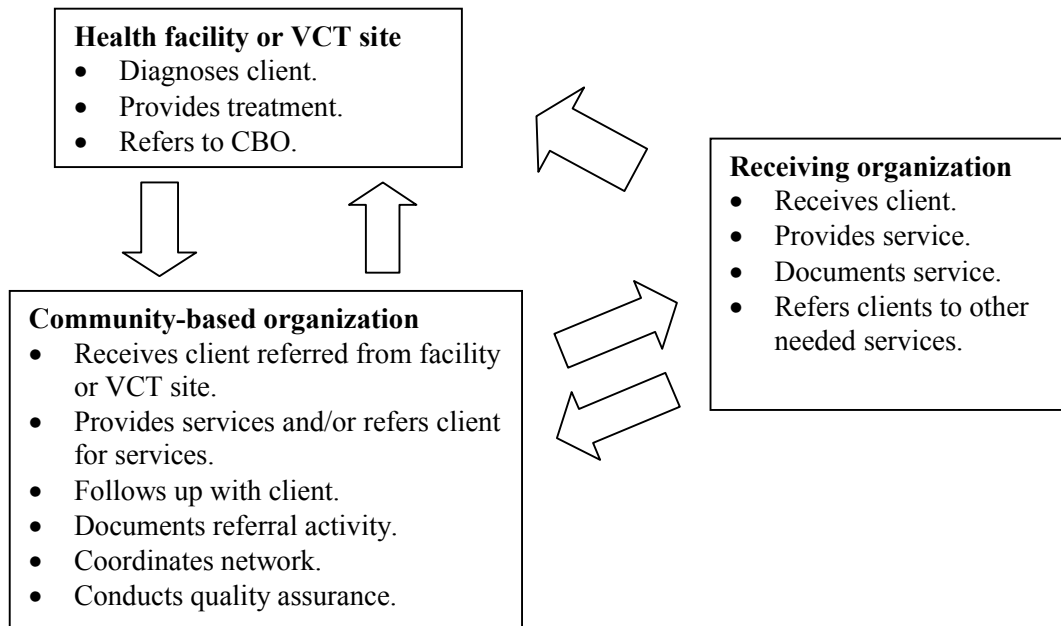 Health facility or VCT site
• Diagnoses client.
• Provides treatment.
• Refers to CBO.
Receiving organization
• Receives client.
• Provides service.
• Documents service.
• Refers clients to other
needed services.
Community-based organization
• Receives client referred from facility
or VCT site.
• Provides services and/or refers client
for services.
• Follows up with client.
• Documents referral activity.
• Coordinates network.
• Conducts quality assurance.